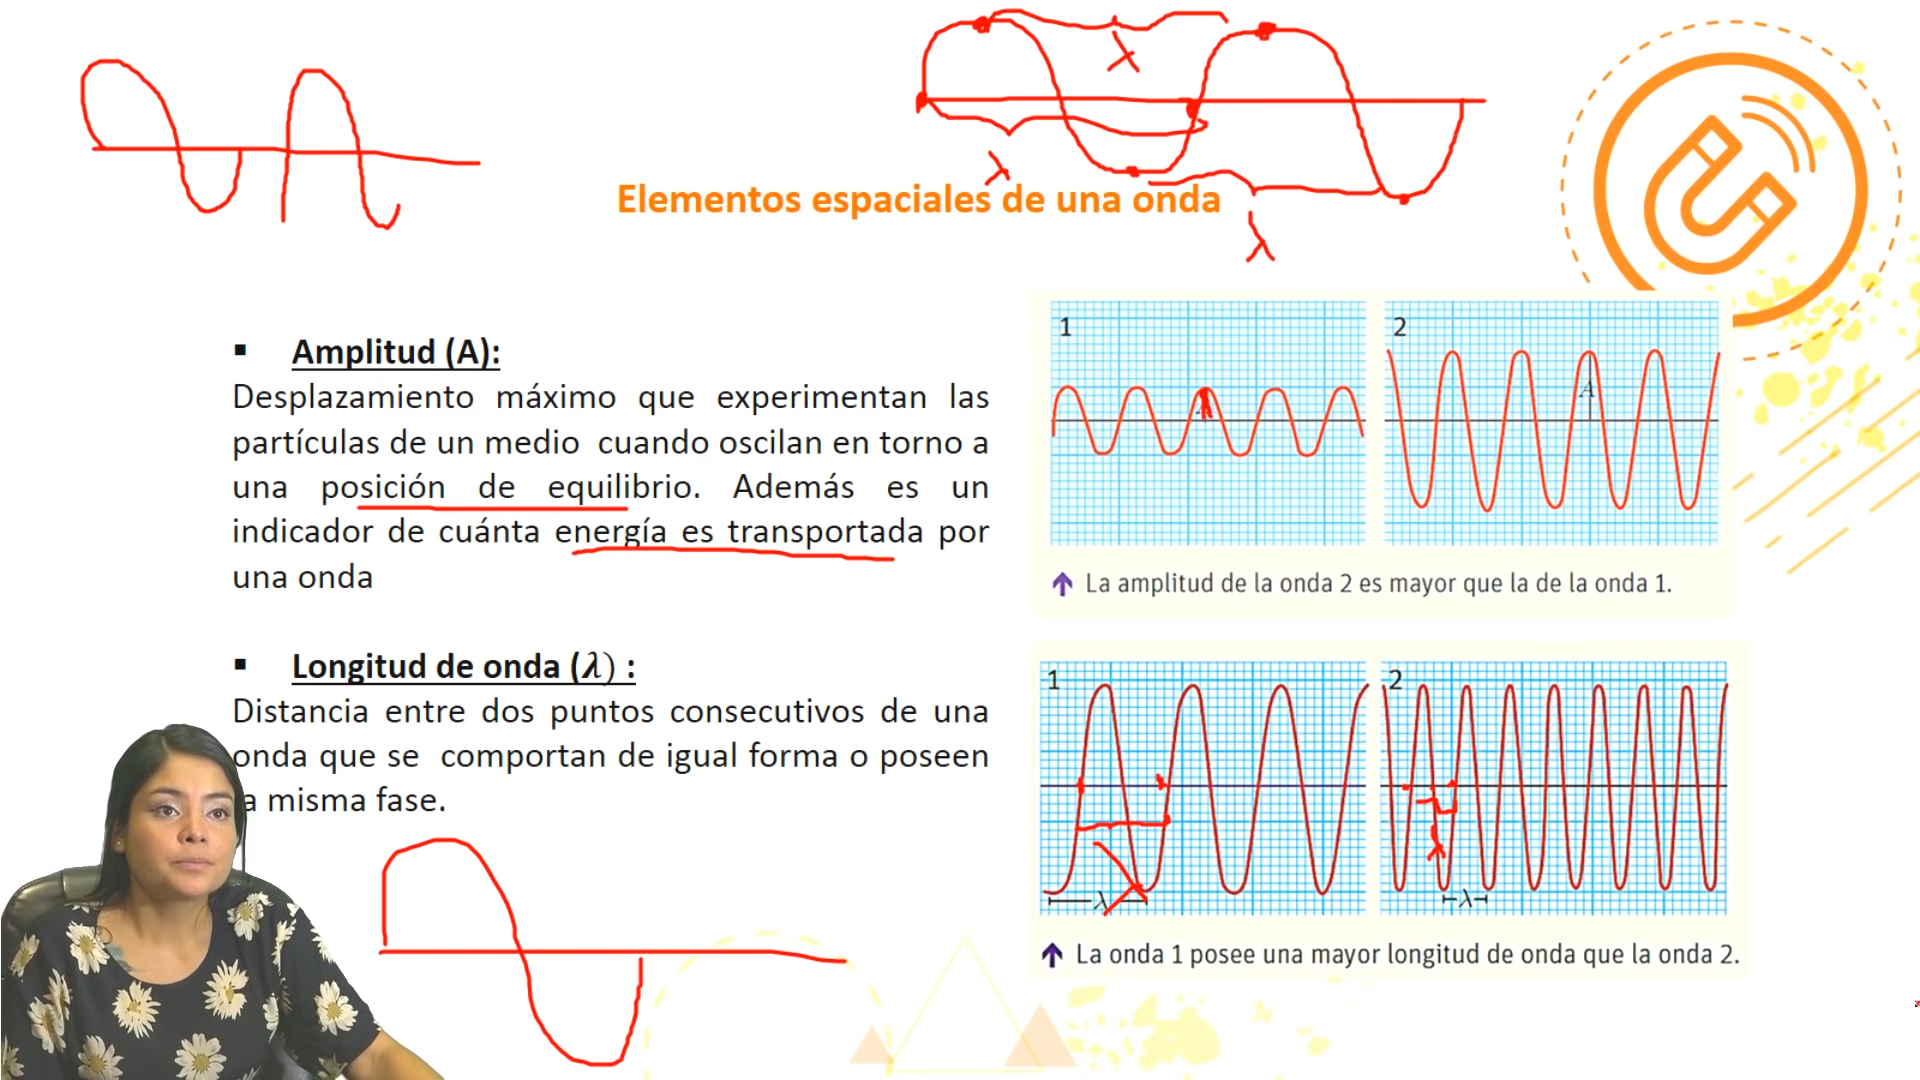 λ
λ
λ
Elementos espaciales de una onda
▪ Amplitud (A):
Desplazamiento máximo que experimentan las
partículas de un medio cuando oscilan en torno a
una posición de equilibrio. Además es un
indicador de cuánta energía es transportada por
una onda
1
2
A
La amplitud de la onda 2 es mayor que la de la onda 1.
▪ Longitud de onda (λ) :
Distancia entre dos puntos consecutivos de una
onda que se comportan de igual forma o poseen
a misma fase.
1
2
λ
λ
λ
λ
La onda 1 posee una mayor longitud de onda que la onda 2.